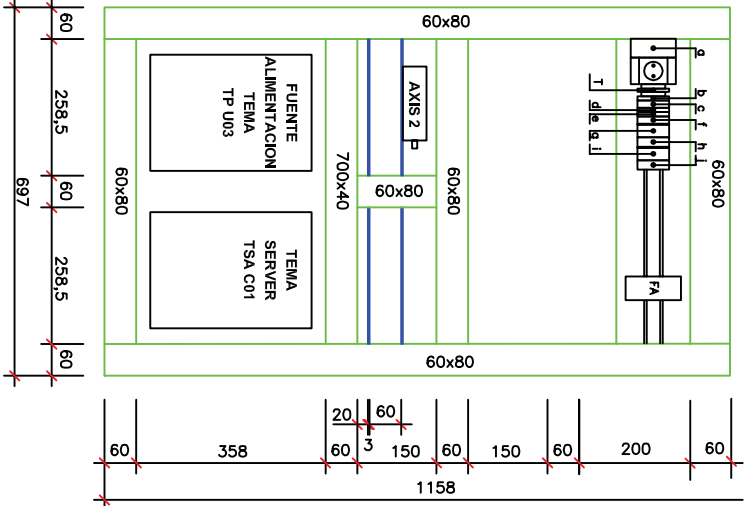 60x80
60
258,5
60
258,5
60
697
60x80
FUENTE
ALIMENTACION
TEMA
TP U03
TEMA
SERVER
TSA C01
700x40
AXIS 2
60x80
60x80
a
T
b
c
d
e
f
g
h
i
j
FA
60x80
60x80
20
60
3
60
358
60
150
60
150
60
200
60
1158